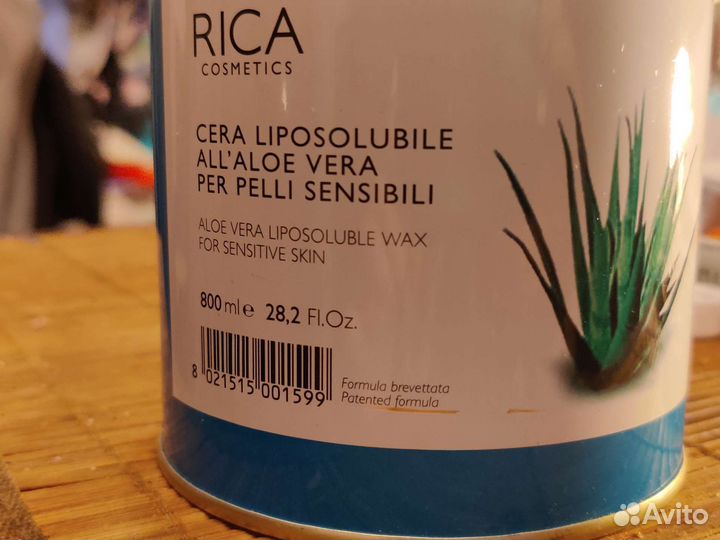 RICA
COSMETICS
CERA LIPOSOLUBILE
ALL'ALOE VERA
PER PELLI SENSIBILI
ALOE VERA LIPOSOLUBLE WAX
FOR SENSITIVE SKIN
800 ml e 28,2 Fl.Oz.
8 021515 001599
Formula brevettata
Patented formula
Avito